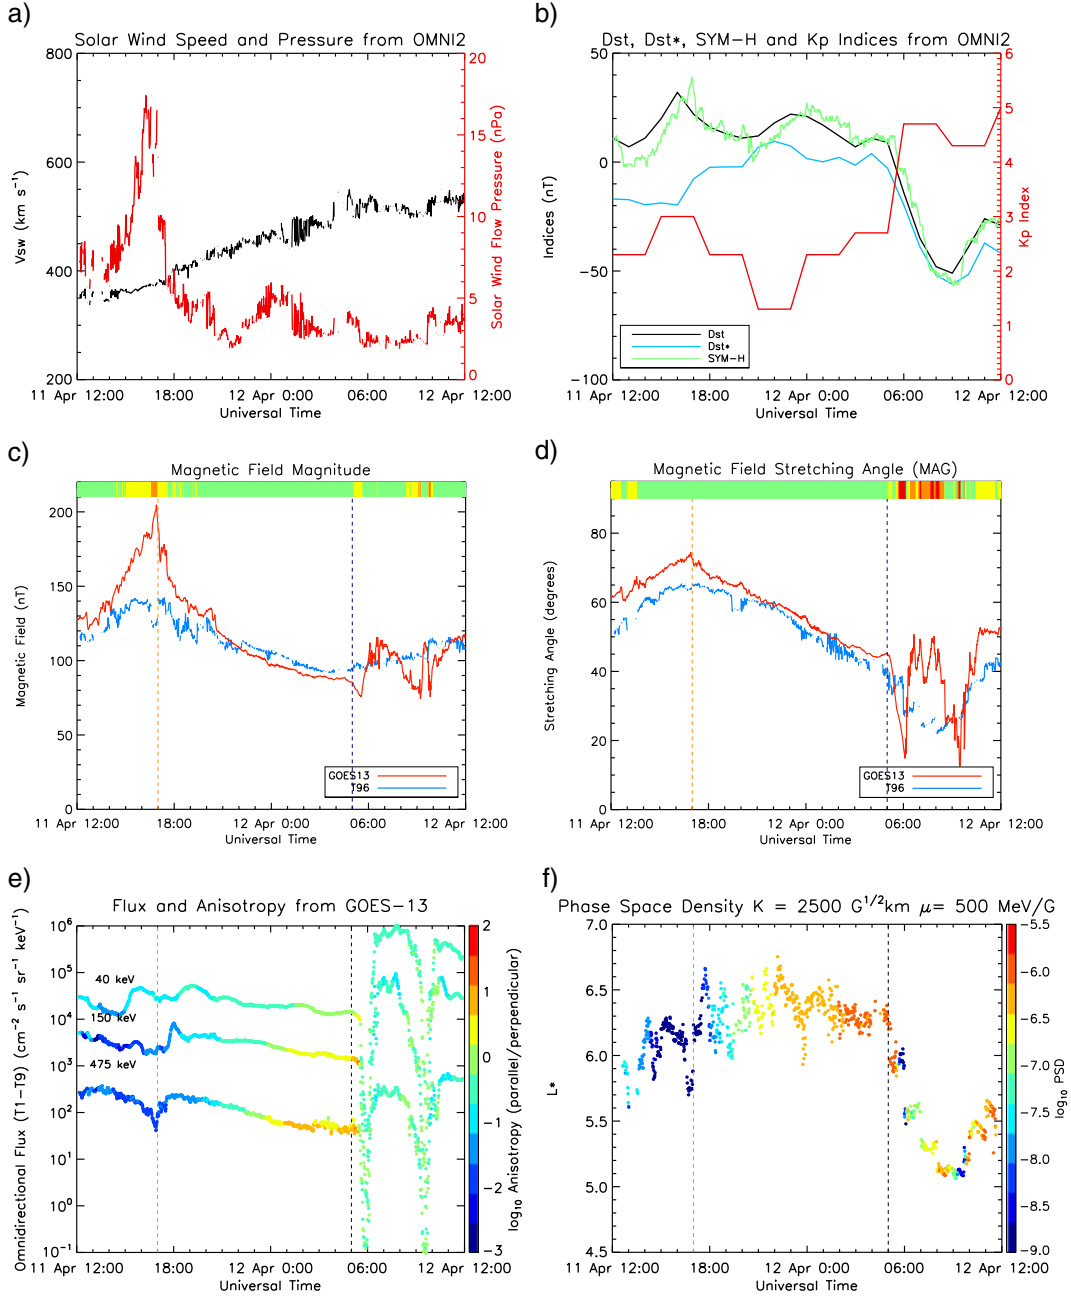 a)
Solar Wind Speed and Pressure from OMNI2
800
600
400
200
Vsw (km s⁻¹)
20
15
10
5
0
Solar Wind Flow Pressure (nPa)
11 Apr 12:00 18:00 12 Apr 0:00 06:00 12 Apr 12:00
Universal Time
b)
Dst, Dst*, SYM-H and Kp Indices from OMNI2
50
0
-50
-100
Indices (nT)
6
5
4
3
2
1
0
Kp Index
Dst
Dst*
SYM-H
11 Apr 12:00 18:00 12 Apr 0:00 06:00 12 Apr 12:00
Universal Time
c)
Magnetic Field Magnitude
200
150
100
50
0
Magnetic Field (nT)
GOES13
T96
11 Apr 12:00 18:00 12 Apr 0:00 06:00 12 Apr 12:00
Universal Time
d)
Magnetic Field Stretching Angle (MAG)
80
60
40
20
0
Stretching Angle (degrees)
GOES13
T96
11 Apr 12:00 18:00 12 Apr 0:00 06:00 12 Apr 12:00
Universal Time
e)
Flux and Anisotropy from GOES-13
10⁶
10⁵
10⁴
10³
10²
10¹
10⁰
10⁻¹
Omnidirectional Flux (T1-T9) (cm⁻² s⁻¹ sr⁻¹ keV⁻¹)
40 keV
150 keV
475 keV
2
1
0
-1
-2
-3
log₁₀ Anisotropy (parallel/perpendicular)
11 Apr 12:00 18:00 12 Apr 0:00 06:00 12 Apr 12:00
Universal Time
f)
Phase Space Density K = 2500 G¹/²km μ= 500 MeV/G
7.0
6.5
6.0
5.5
5.0
4.5
L*
-5.5
-6.0
-6.5
-7.0
-7.5
-8.0
-8.5
-9.0
log₁₀ PSD
11 Apr 12:00 18:00 12 Apr 0:00 06:00 12 Apr 12:00
Universal Time